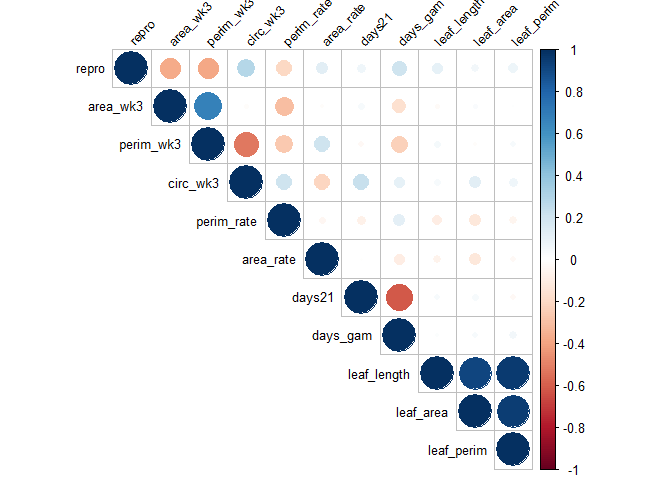 repro
area_wk3
perim_wk3
circ_wk3
perim_rate
area_rate
days21
days_gam
leaf_length
leaf_area
leaf_perim
repro
area_wk3
perim_wk3
circ_wk3
perim_rate
area_rate
days21
days_gam
leaf_length
leaf_area
leaf_perim
1
0.8
0.6
0.4
0.2
0
-0.2
-0.4
-0.6
-0.8
-1